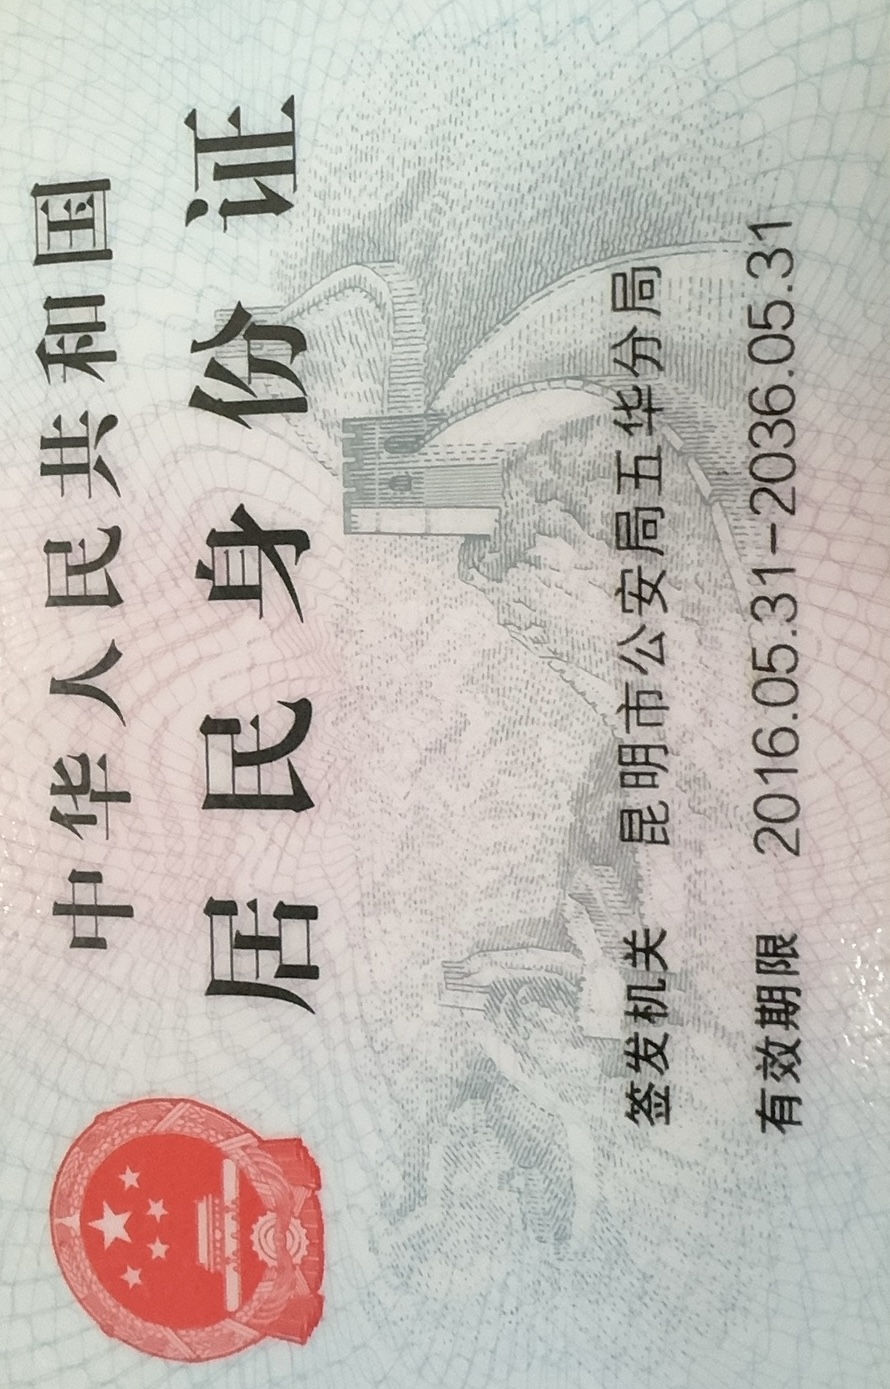 中华人民共和国
居民身份证
签发机关 昆明市公安局五华分局
有效期限 2016.05.31-2036.05.31